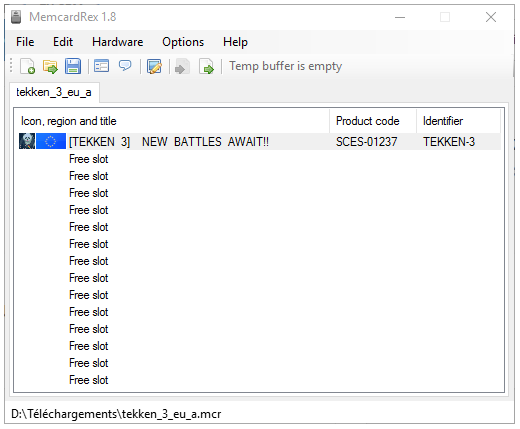 MemcardRex 1.8
File Edit Hardware Options Help
Temp buffer is empty
tekken_3_eu_a
Icon, region and title Product code Identifier
[TEKKEN 3] NEW BATTLES AWAIT!! SCES-01237 TEKKEN-3
Free slot
Free slot
Free slot
Free slot
Free slot
Free slot
Free slot
Free slot
Free slot
Free slot
Free slot
Free slot
Free slot
Free slot
D:\Téléchargements\tekken_3_eu_a.mcr